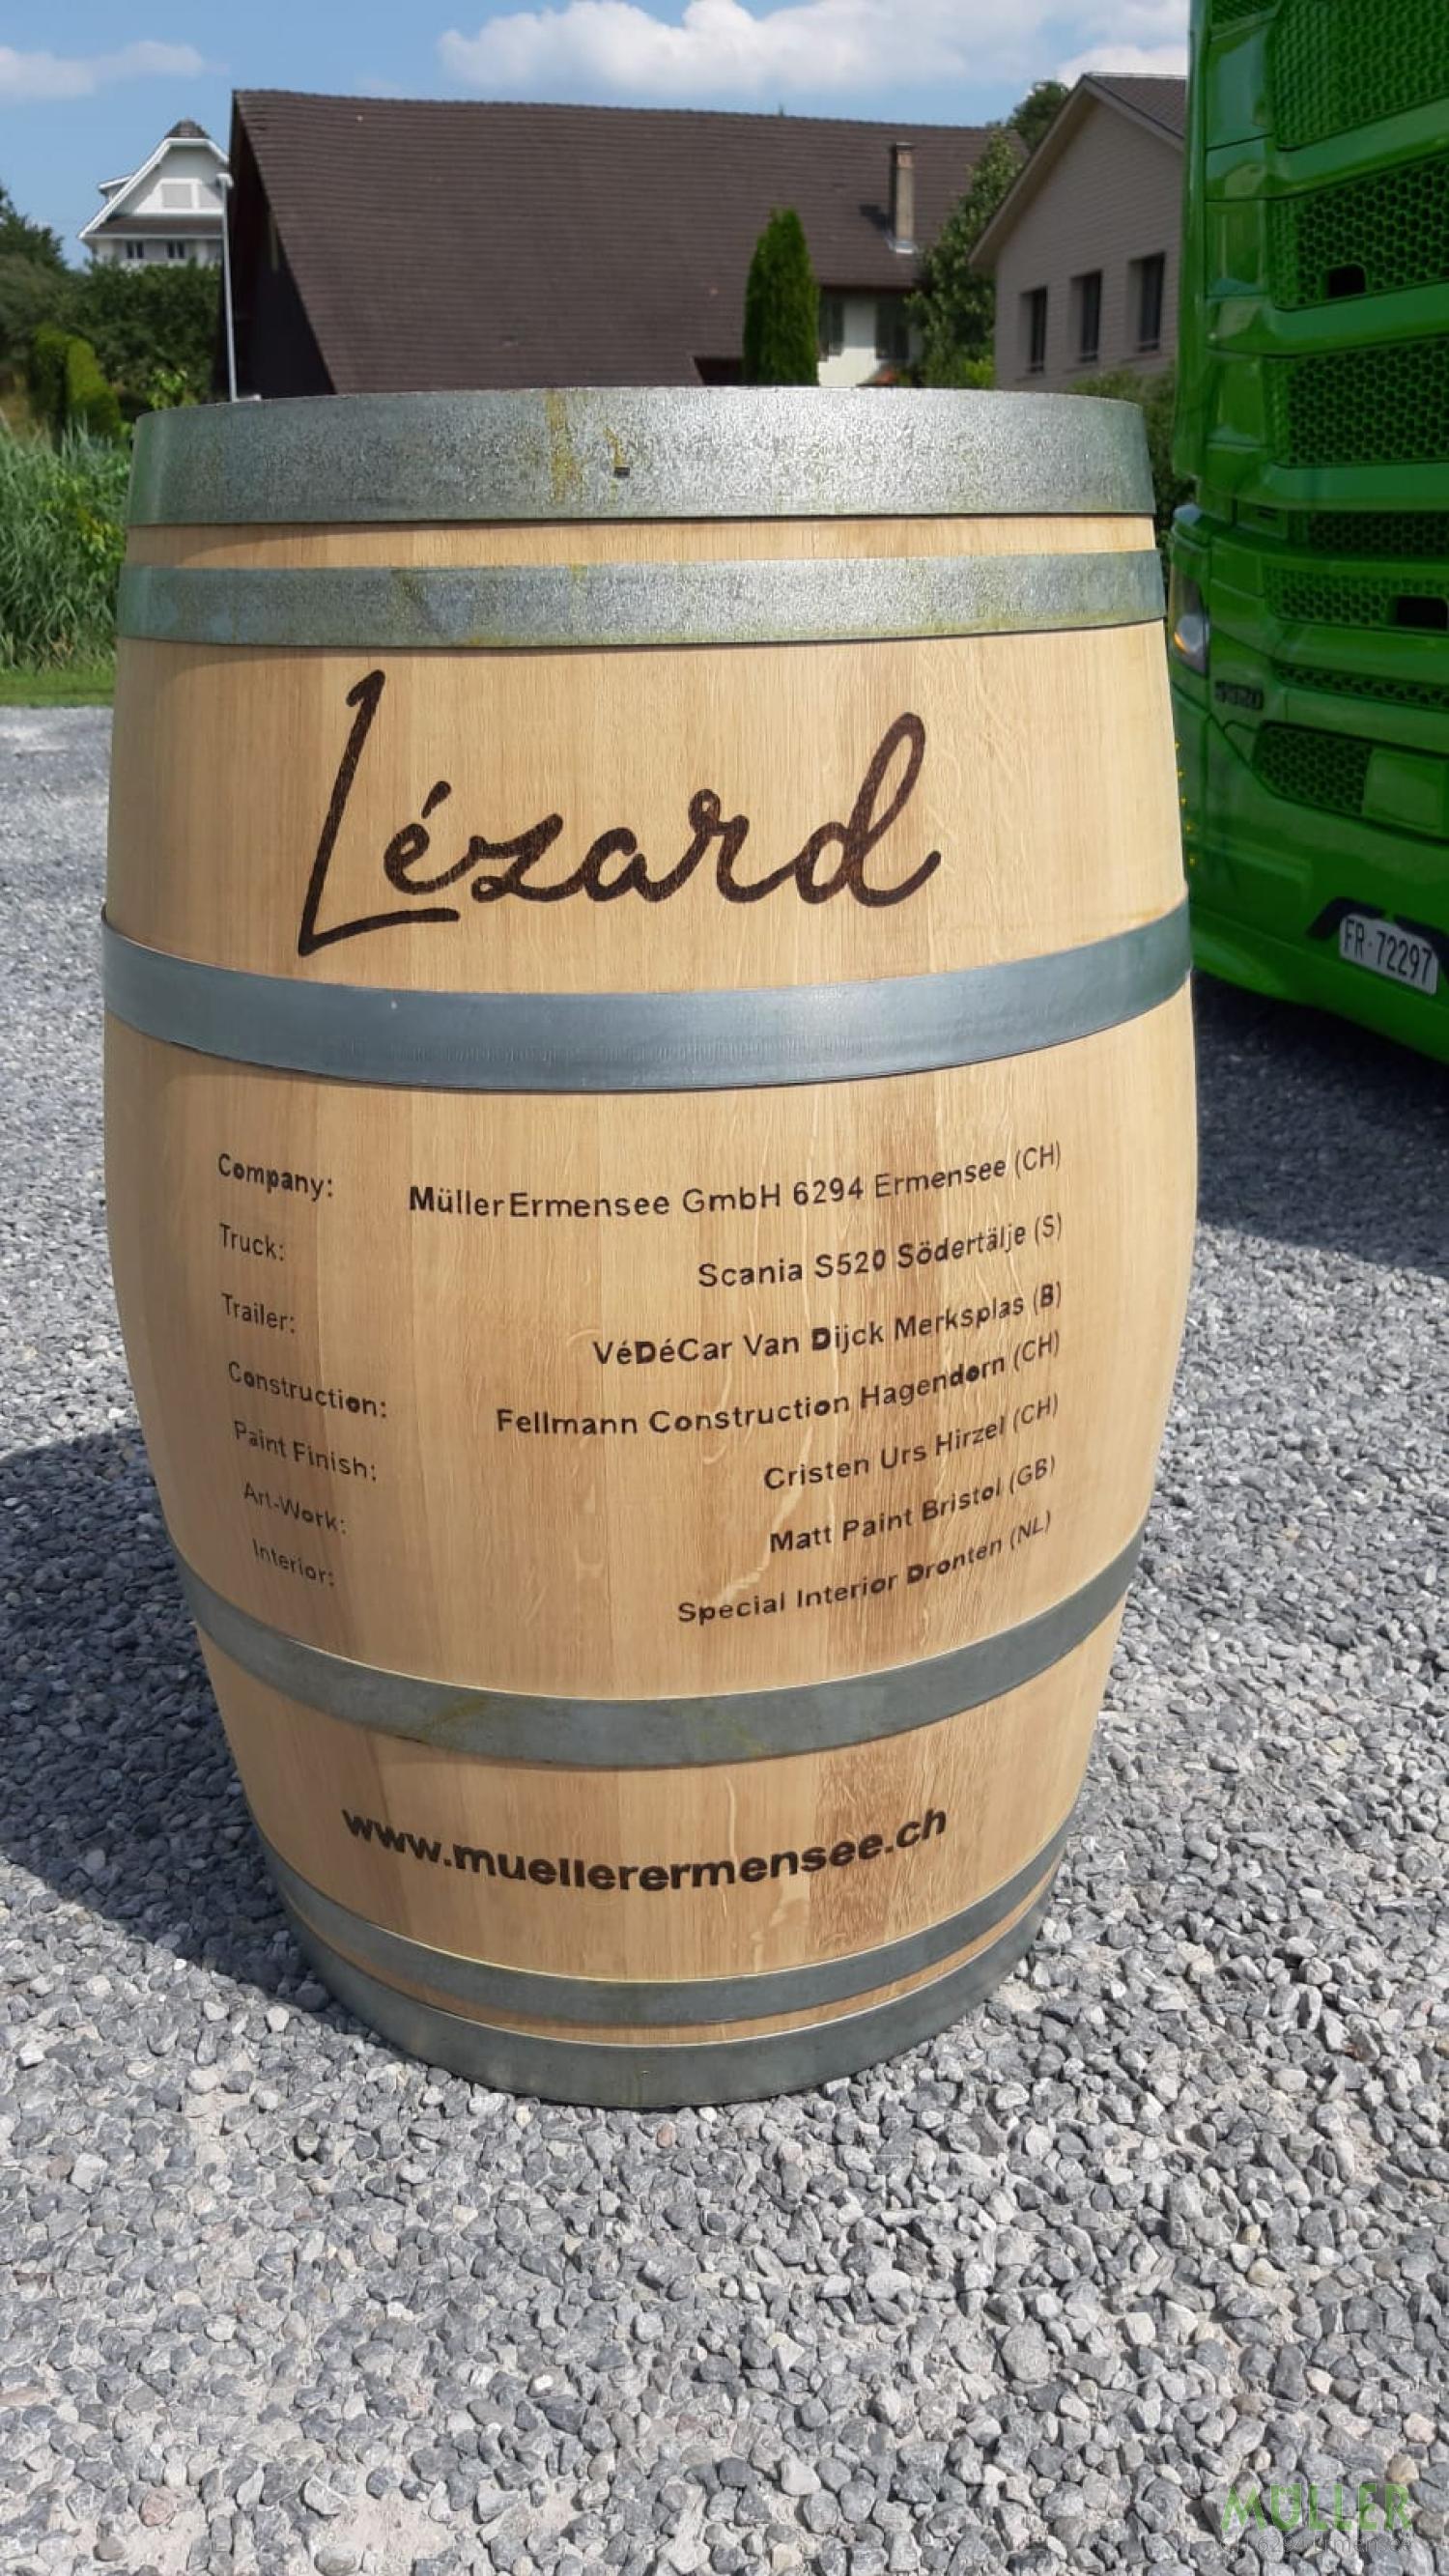 Lézard
Company: Müller Ermensee GmbH 6294 Ermensee (CH)
Truck: Scania S520 Södertälje (S)
Trailer: VéDéCar Van Dijck Merksplas (B)
Construction: Fellmann Construction Hagendorn (CH)
Paint Finish: Cristen Urs Hirzel (CH)
Art-Work: Matt Paint Bristol (GB)
Interior: Special Interior Dronten (NL)
www.muellerermensee.ch
FR·72297
MÜLLER